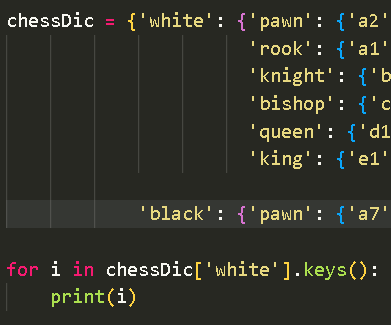 chessDic = {'white': {'pawn': {'a2'
'rook': {'a1'
'knight': {'b
'bishop': {'c
'queen': {'d1
'king': {'e1'
'black': {'pawn': {'a7'
for i in chessDic['white'].keys():
print(i)